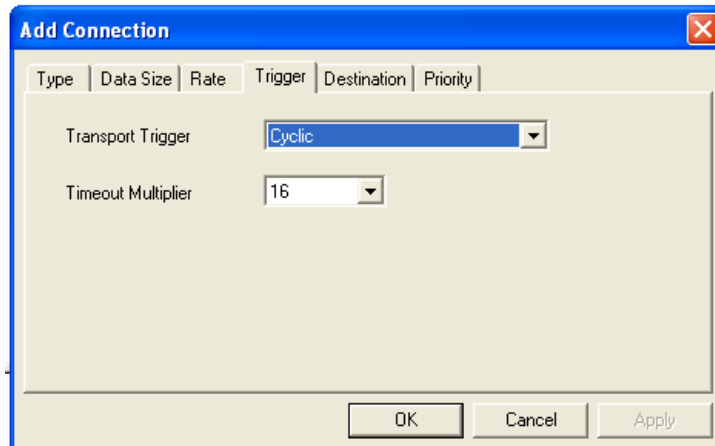 Add Connection
Type Data Size Rate Trigger Destination Priority
Transport Trigger Cyclic
Timeout Multiplier 16
OK Cancel Apply